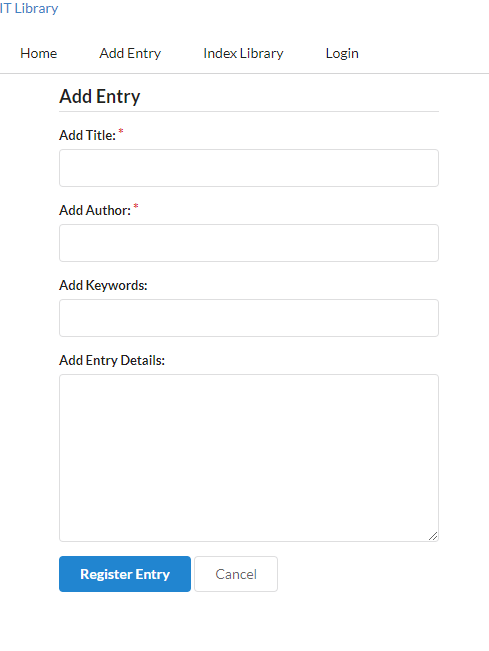 IT Library
Home Add Entry Index Library Login
Add Entry
Add Title: *
Add Author: *
Add Keywords:
Add Entry Details:
Register Entry Cancel